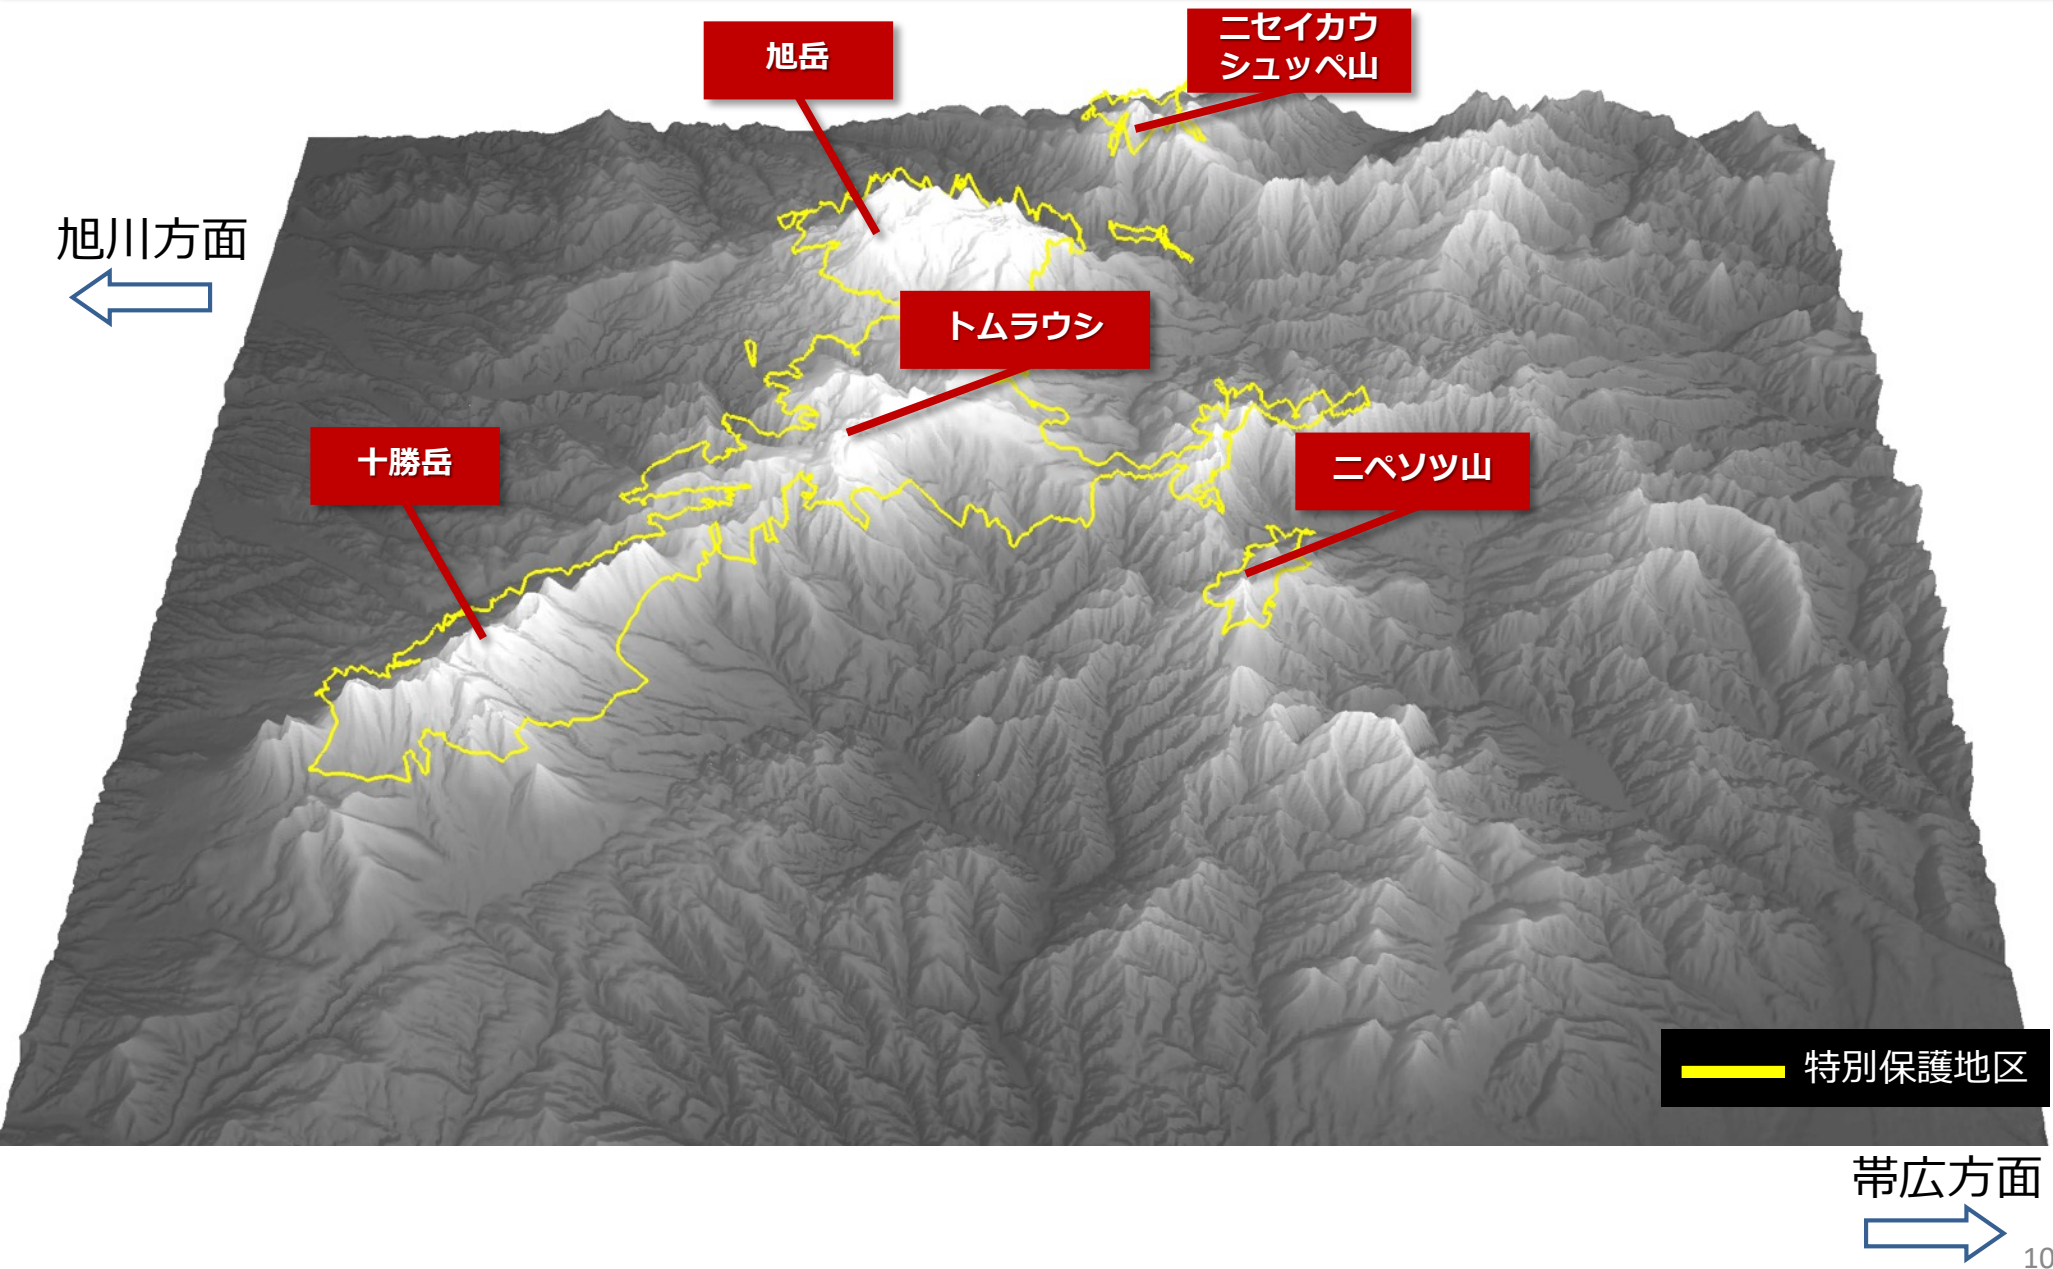 旭岳
ニセイカウ
シュッペ山
旭川方面
トムラウシ
十勝岳
ニペソツ山
特別保護地区
帯広方面
10